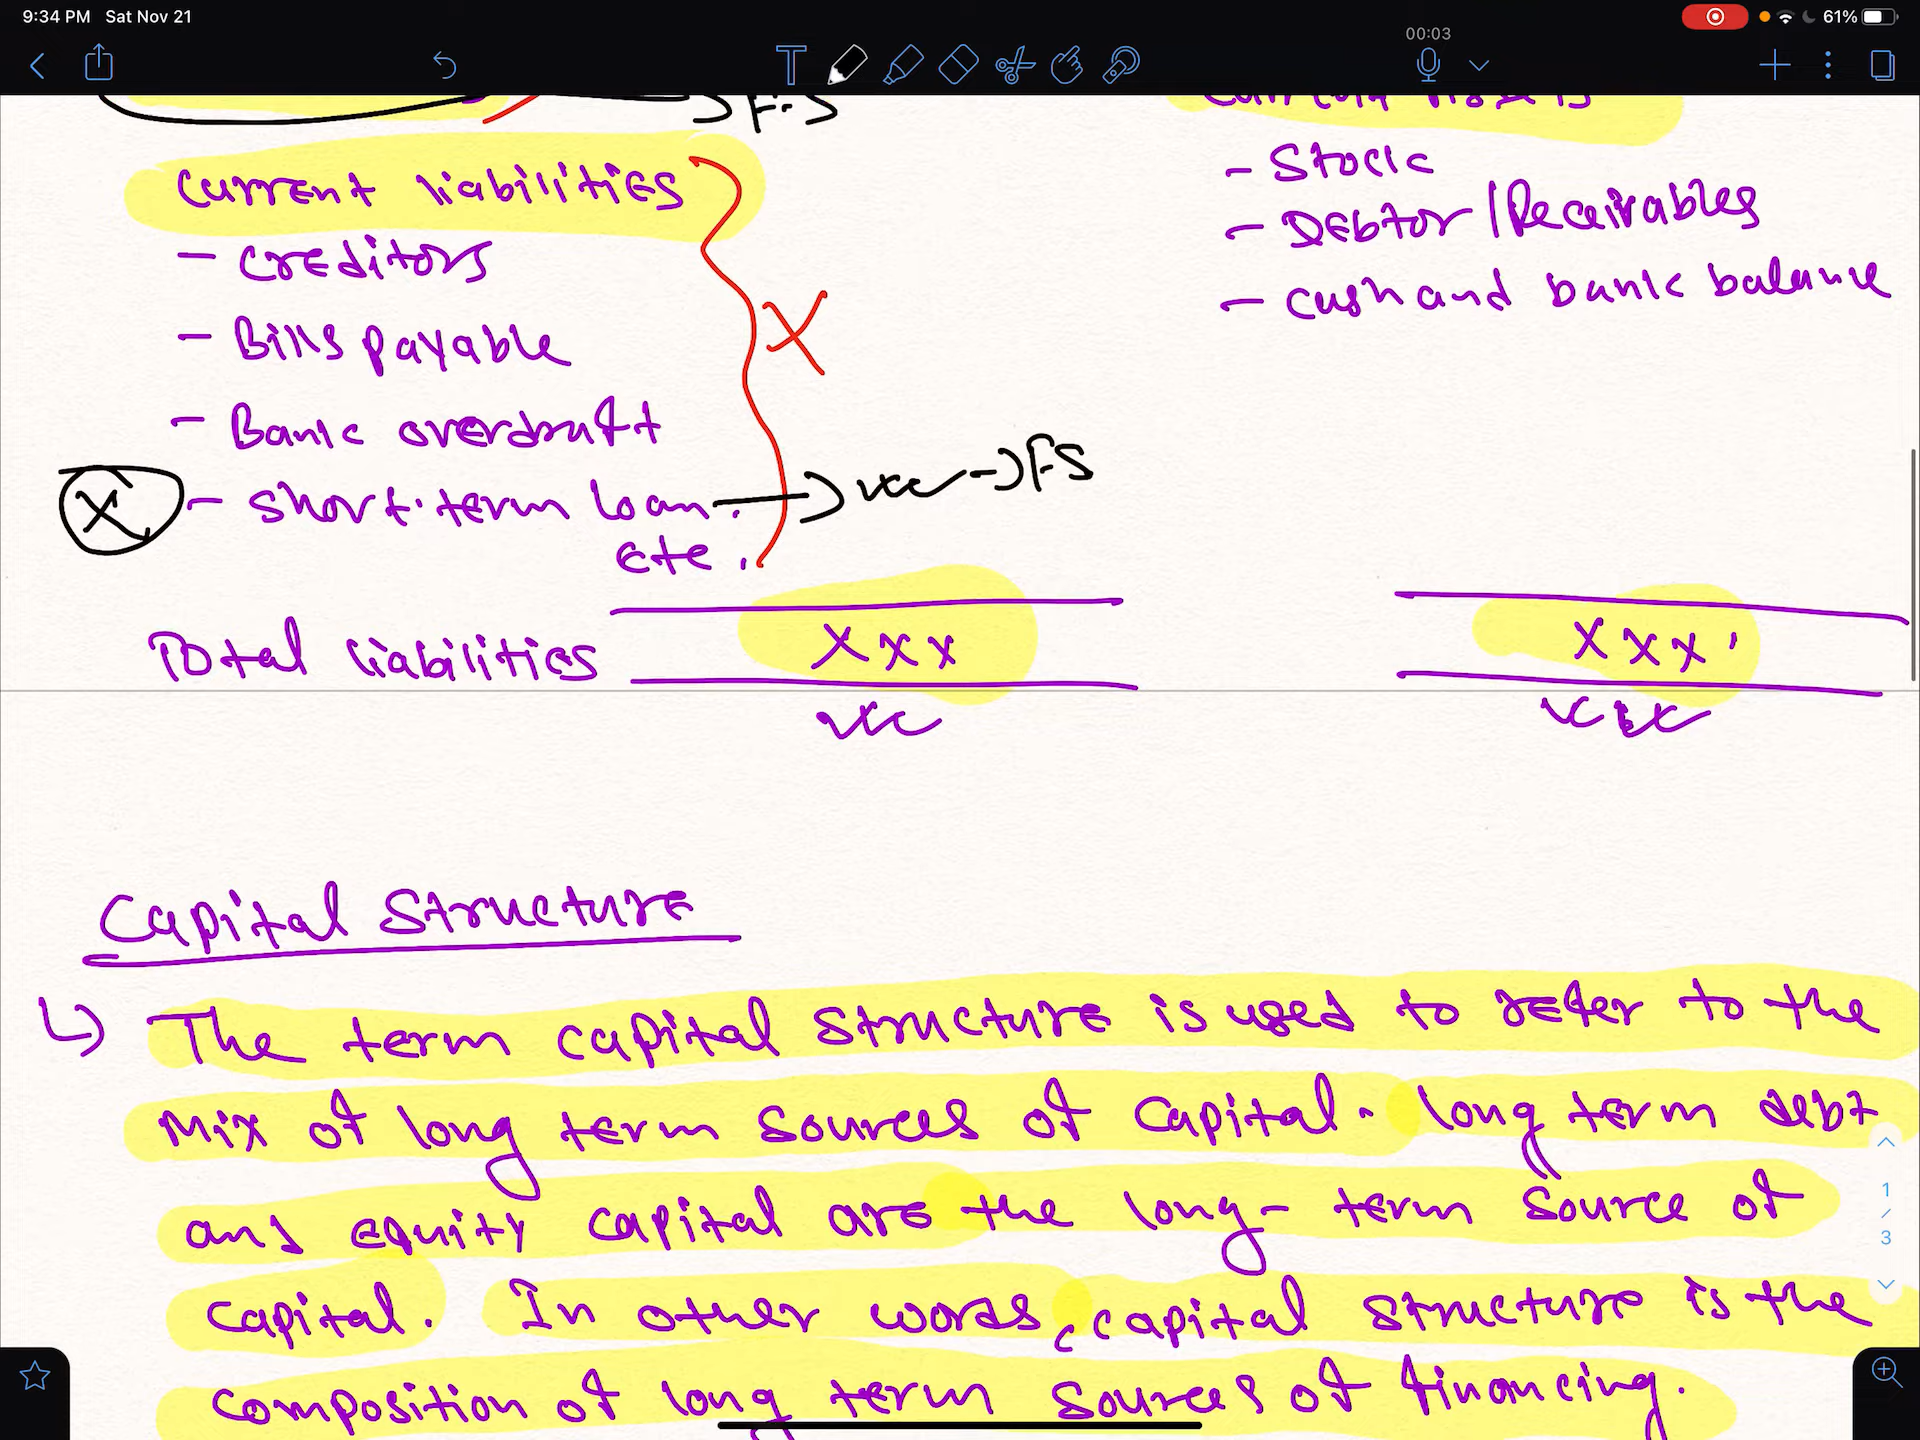 9:34 PM Sat Nov 21
61%
00:03
T
FS
Current Assets
Current liabilities
- Creditors
- Bills payable
- Bank overdraft
X - Short-term loan. → → FS
etc.
X
- Stock
- Debtor / Receivables
- Cash and bank balance
Total liabilities XXX
XXX
Capital Structure
↳ The term capital structure is used to refer to the
mix of long term sources of capital. long term debt
and equity capital are the long-term source of
capital. In other words, capital structure is the
composition of long term sources of financing.
1
/
3